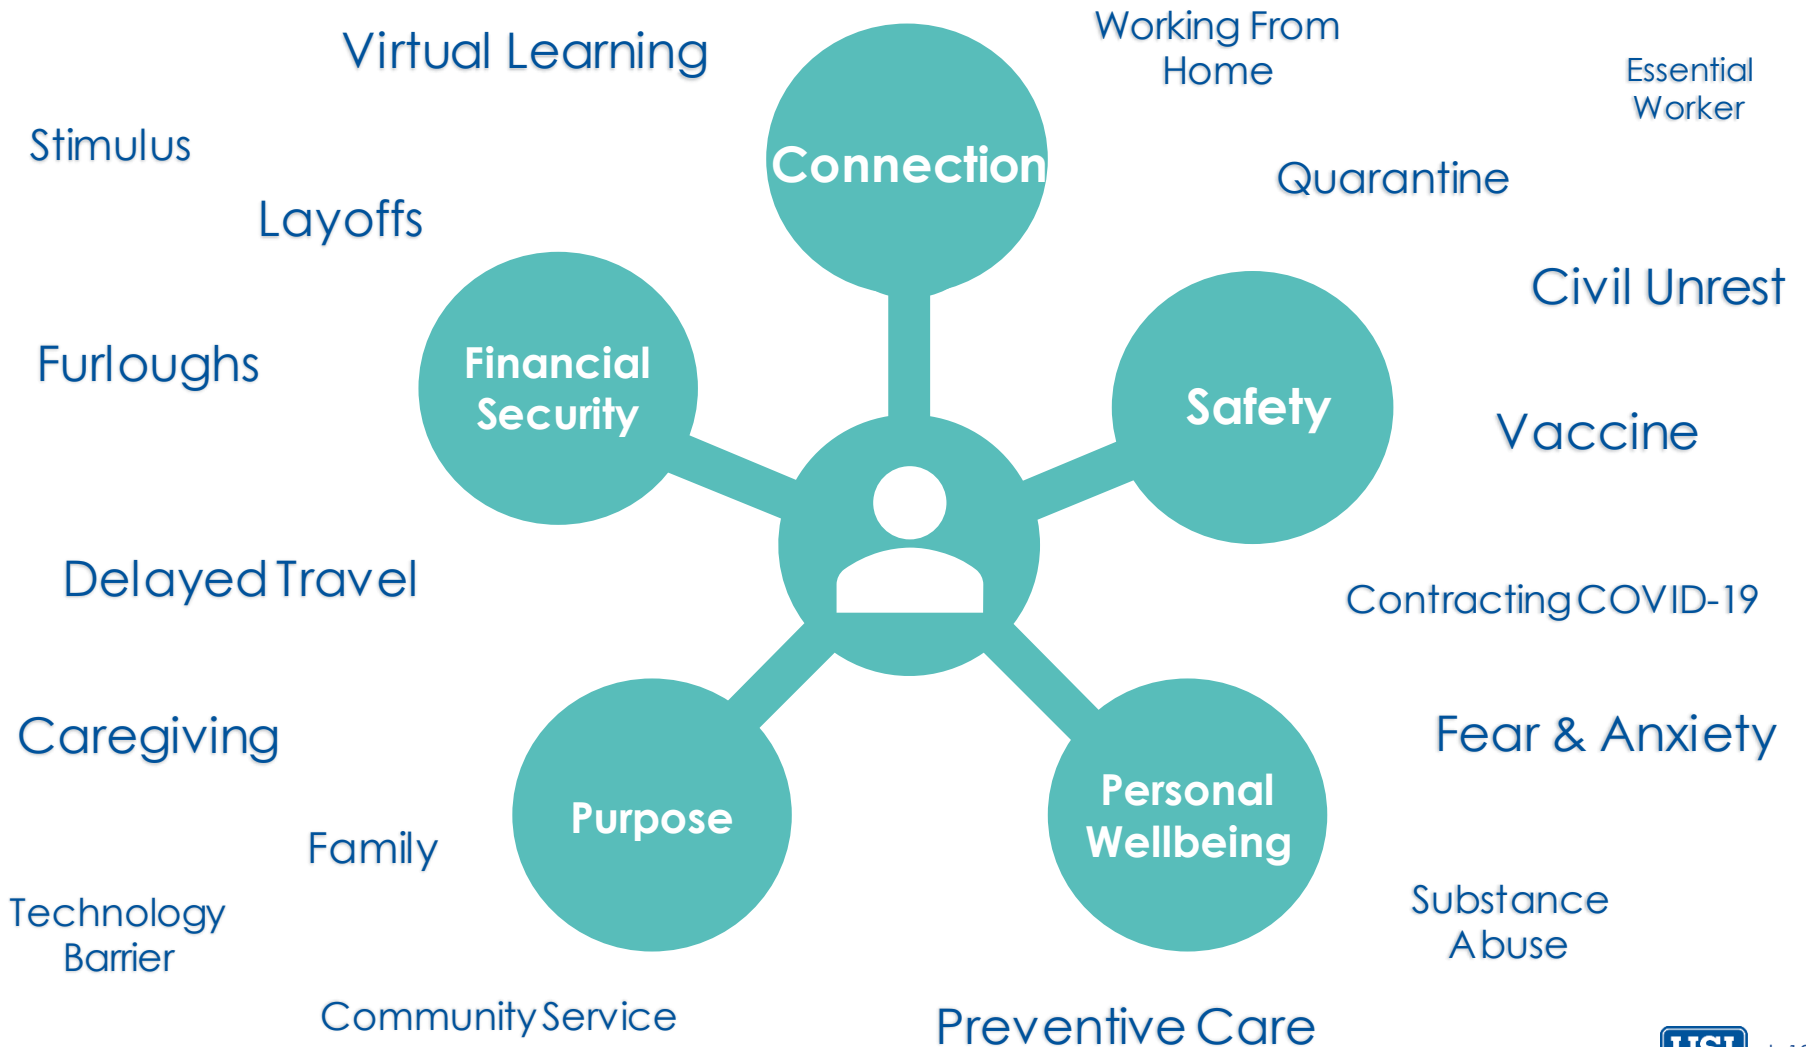 Virtual Learning
Working From
Home
Essential
Worker
Stimulus
Connection
Quarantine
Layoffs
Civil Unrest
Furloughs
Financial
Security
Safety
Vaccine
Delayed Travel
Contracting COVID-19
Caregiving
Fear & Anxiety
Purpose
Personal
Wellbeing
Family
Technology
Barrier
Substance
Abuse
Community Service
Preventive Care
USI